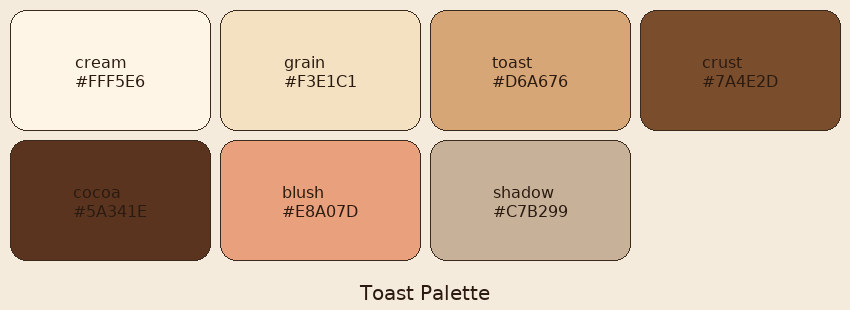 cream
#FFF5E6
grain
#F3E1C1
toast
#D6A676
crust
#7A4E2D
cocoa
#5A341E
blush
#E8A07D
shadow
#C7B299
Toast Palette